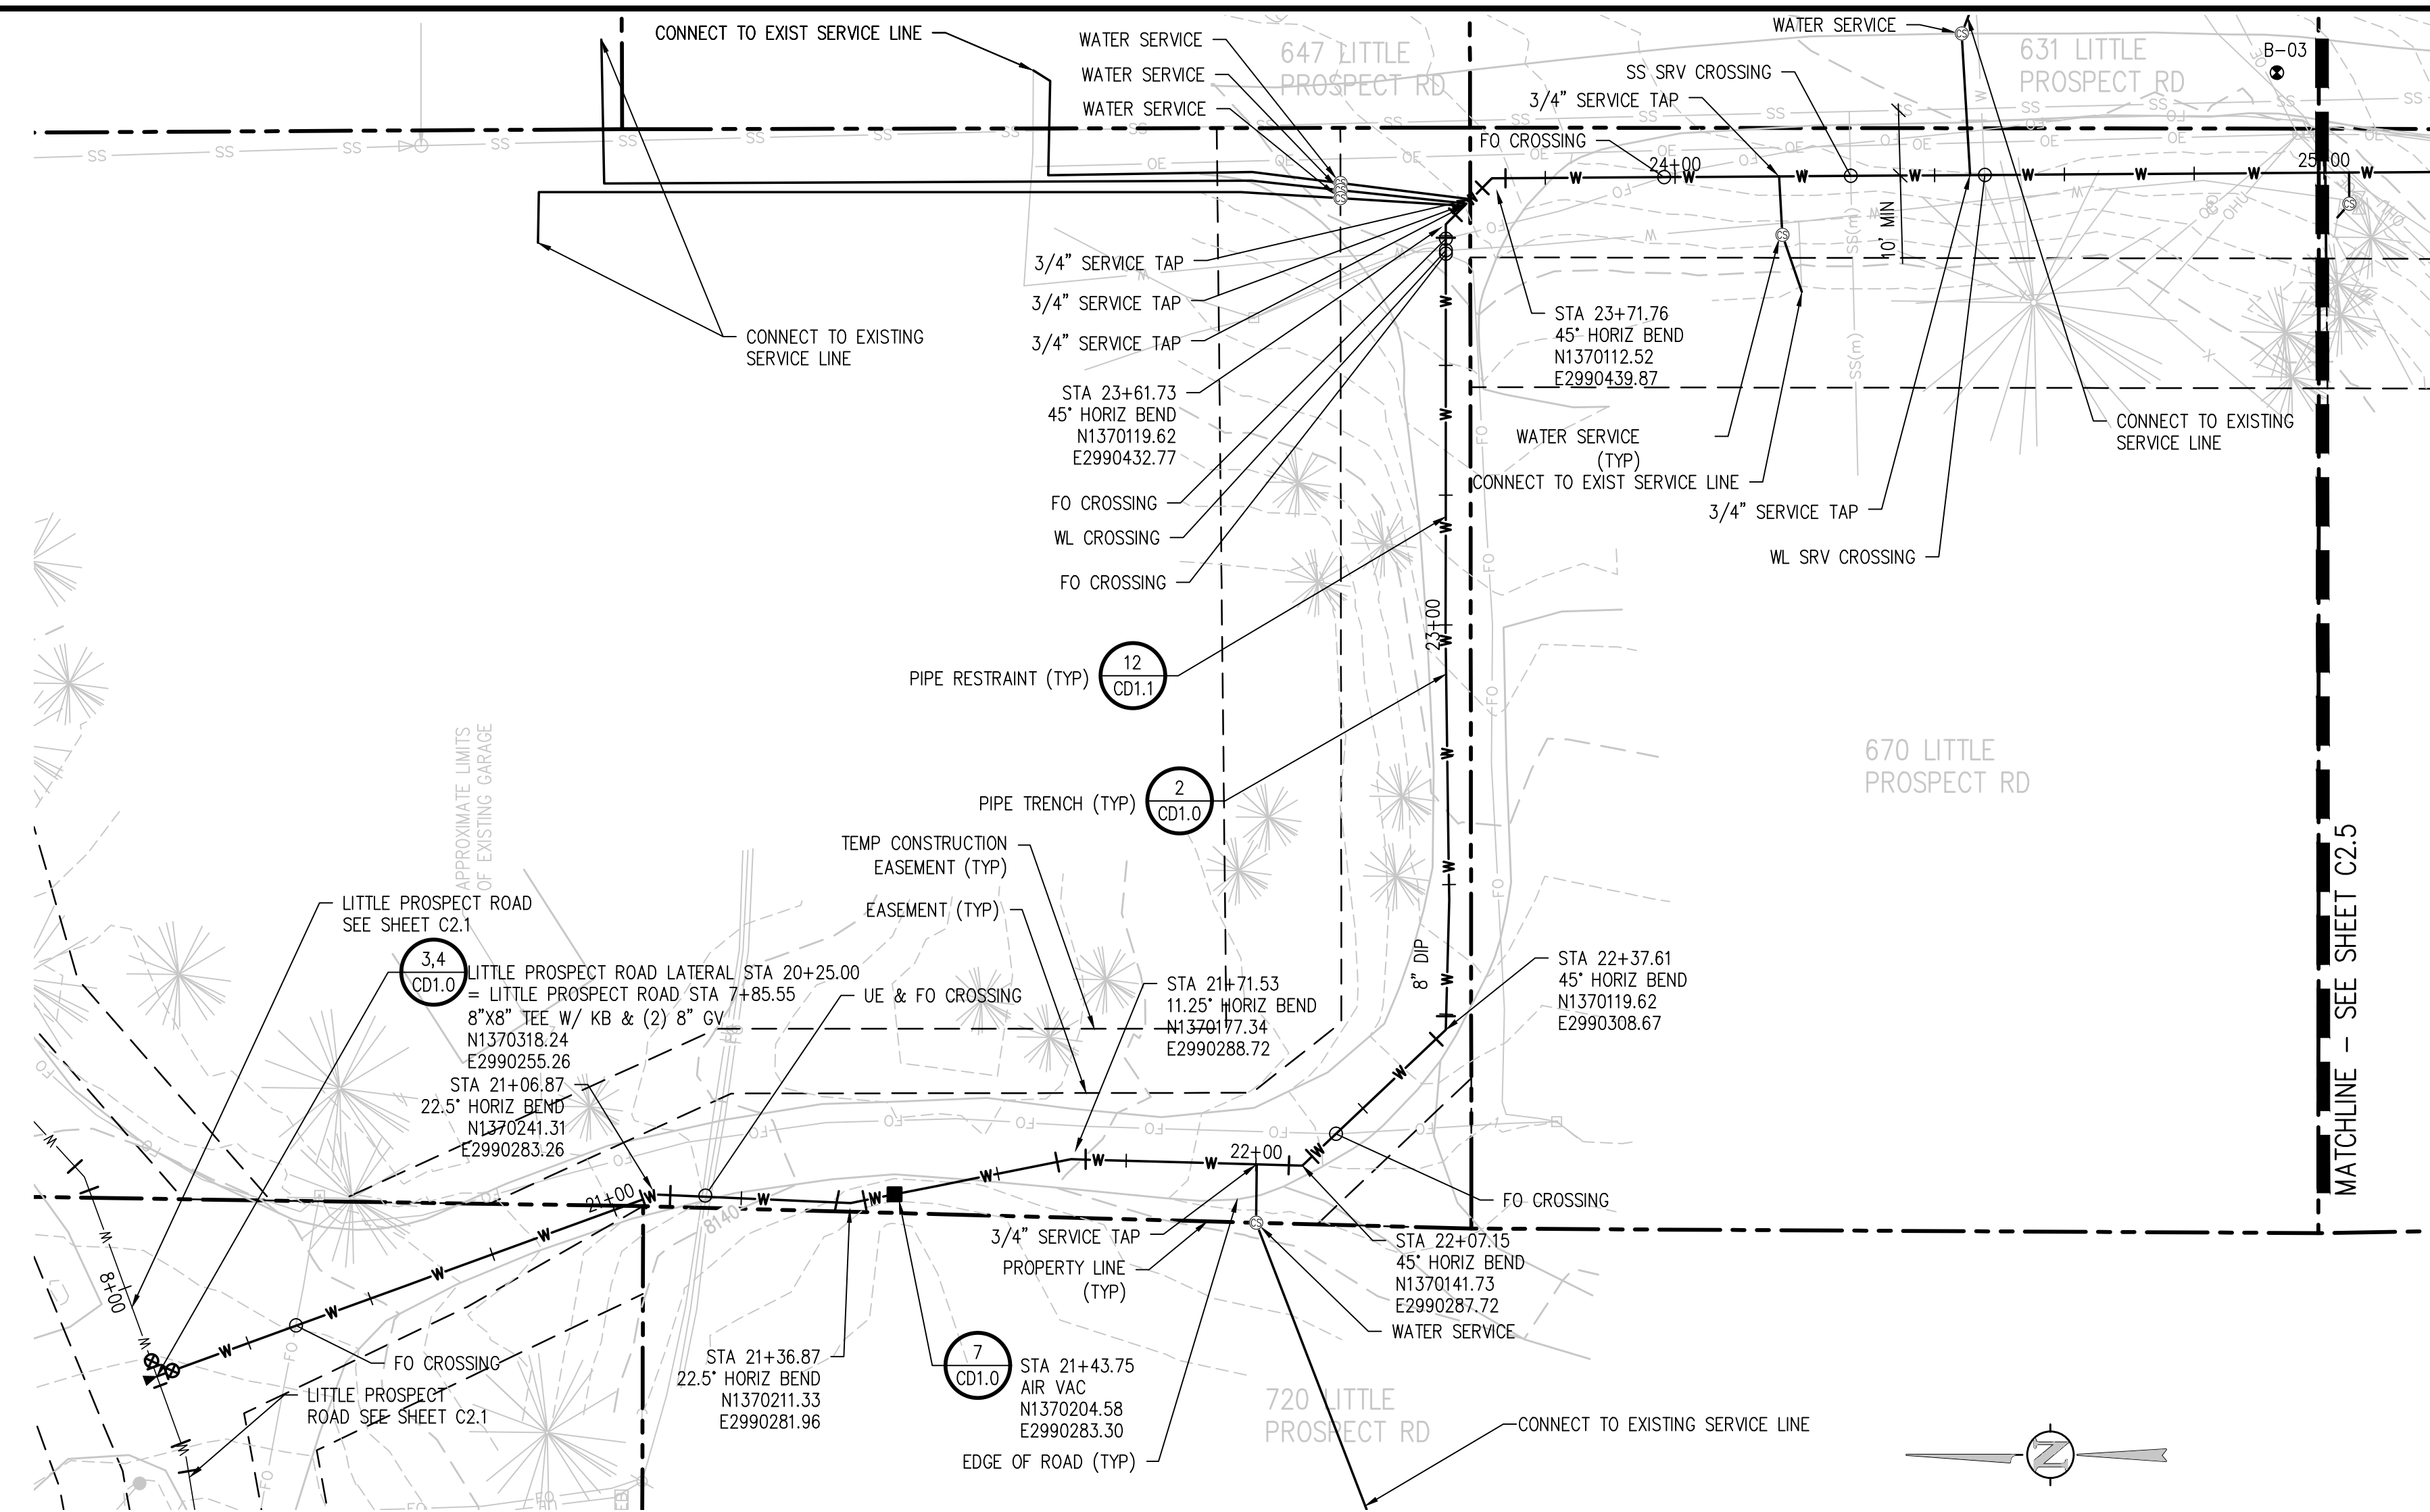 CONNECT TO EXIST SERVICE LINE
WATER SERVICE
WATER SERVICE
WATER SERVICE
647 LITTLE
PROSPECT RD
WATER SERVICE
631 LITTLE
PROSPECT RD
B-03
SS SRV CROSSING
3/4" SERVICE TAP
FO CROSSING
24+00
25+00
10' MIN
3/4" SERVICE TAP
3/4" SERVICE TAP
3/4" SERVICE TAP
CONNECT TO EXISTING
SERVICE LINE
STA 23+71.76
45° HORIZ BEND
N1370112.52
E2990439.87
STA 23+61.73
45° HORIZ BEND
N1370119.62
E2990432.77
WATER SERVICE
(TYP)
CONNECT TO EXIST SERVICE LINE
3/4" SERVICE TAP
WL SRV CROSSING
CONNECT TO EXISTING
SERVICE LINE
FO CROSSING
WL CROSSING
FO CROSSING
23+00
PIPE RESTRAINT (TYP)
12
CD1.1
PIPE TRENCH (TYP)
2
CD1.0
670 LITTLE
PROSPECT RD
APPROXIMATE LIMITS
OF EXISTING GARAGE
TEMP CONSTRUCTION
EASEMENT (TYP)
EASEMENT (TYP)
LITTLE PROSPECT ROAD
SEE SHEET C2.1
3,4
CD1.0
LITTLE PROSPECT ROAD LATERAL STA 20+25.00
= LITTLE PROSPECT ROAD STA 7+85.55
8"X8" TEE W/ KB & (2) 8" GV
N1370318.24
E2990255.26
UE & FO CROSSING
STA 21+71.53
11.25° HORIZ BEND
N1370177.34
E2990288.72
8" DIP
STA 22+37.61
45° HORIZ BEND
N1370119.62
E2990308.67
STA 21+06.87
22.5° HORIZ BEND
N1370241.31
E2990283.26
21+00
22+00
8140
FO CROSSING
3/4" SERVICE TAP
PROPERTY LINE
(TYP)
STA 22+07.15
45° HORIZ BEND
N1370141.73
E2990287.72
WATER SERVICE
8+00
FO CROSSING
LITTLE PROSPECT
ROAD SEE SHEET C2.1
STA 21+36.87
22.5° HORIZ BEND
N1370211.33
E2990281.96
7
CD1.0
STA 21+43.75
AIR VAC
N1370204.58
E2990283.30
EDGE OF ROAD (TYP)
720 LITTLE
PROSPECT RD
CONNECT TO EXISTING SERVICE LINE
MATCHLINE - SEE SHEET C2.5
N